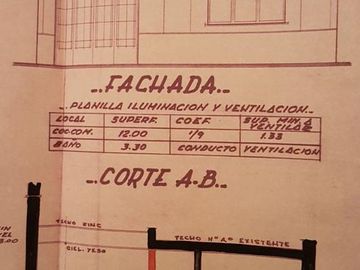 FACHADA
PLANILLA ILUMINACION Y VENTILACION
LOCAL SUPERF. COEF. SUP. MIN. A VENTILAR
COC.COM. 12.00 1/9 1.33
BAÑO 3.30 CONDUCTO VENTILACION
CORTE A-B
TECHO ZINC
TECHO Hº Aº EXISTENTE
CIEL. YESO